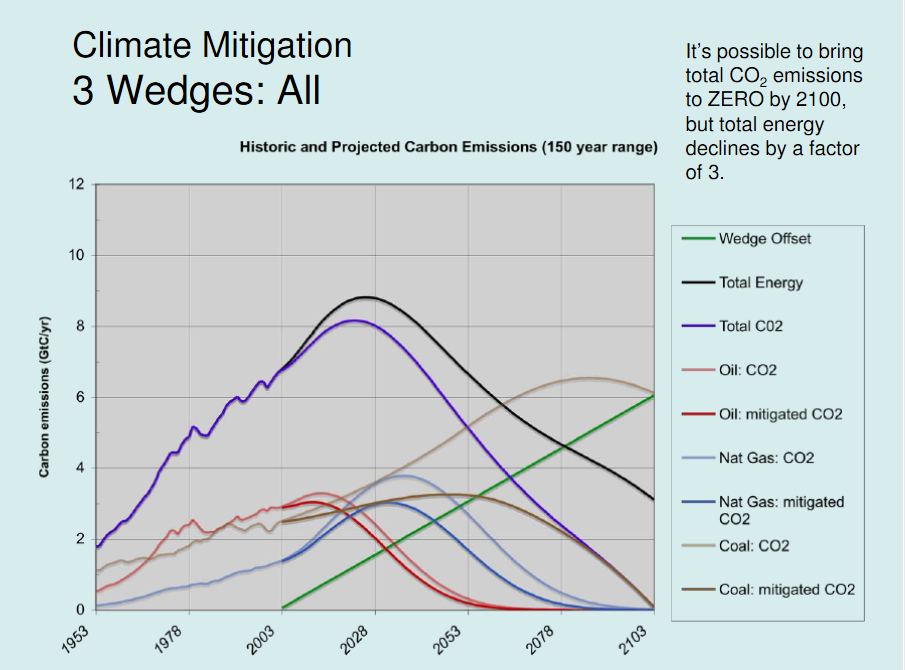 Climate Mitigation
3 Wedges: All
It's possible to bring
total CO₂ emissions
to ZERO by 2100,
but total energy
declines by a factor
of 3.
Historic and Projected Carbon Emissions (150 year range)
Carbon emissions (GtC/yr)
12
10
8
6
4
2
0
1953
1978
2003
2028
2053
2078
2103
Wedge Offset
Total Energy
Total C02
Oil: CO2
Oil: mitigated CO2
Nat Gas: CO2
Nat Gas: mitigated
CO2
Coal: CO2
Coal: mitigated CO2